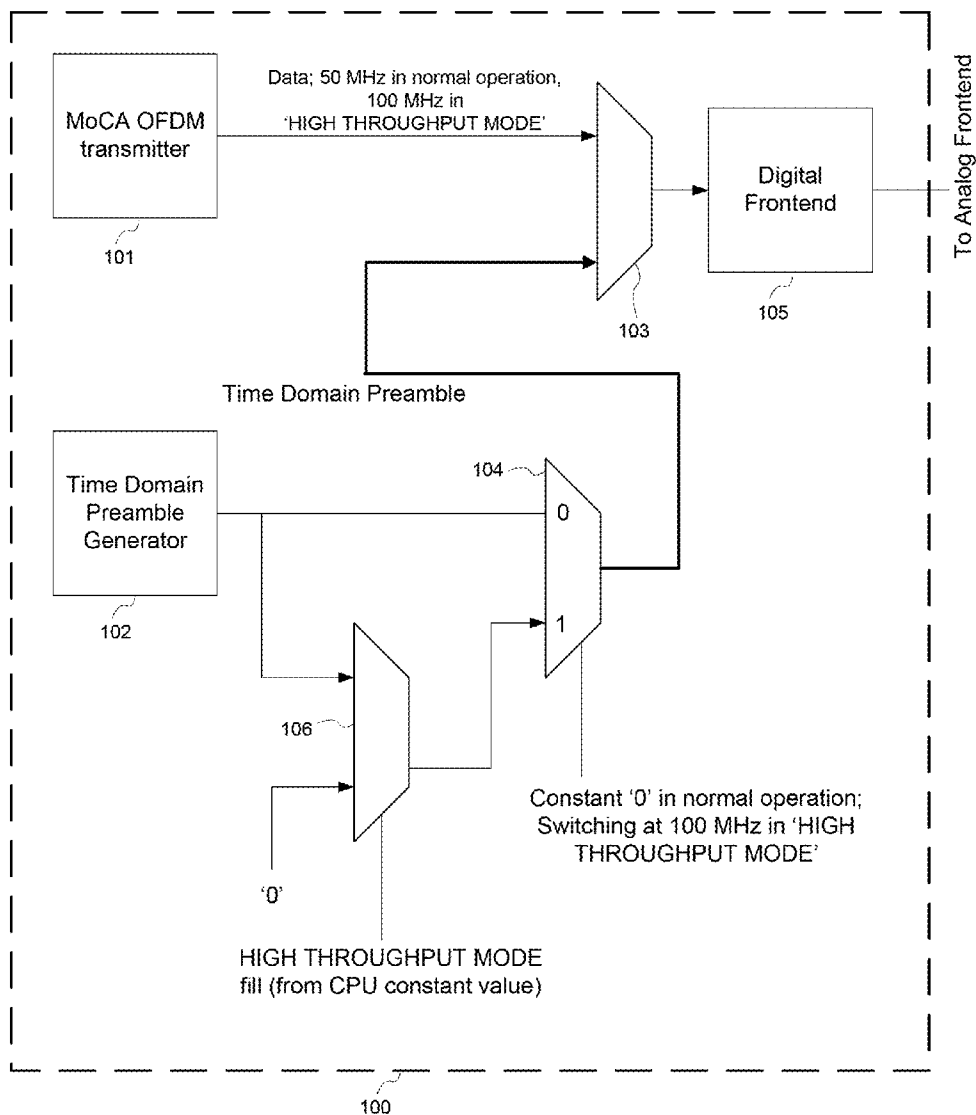 MoCA OFDM
transmitter
101
Data; 50 MHz in normal operation,
100 MHz in
‘HIGH THROUGHPUT MODE’
103
Digital
Frontend
105
To Analog Frontend
Time Domain Preamble
Time Domain
Preamble
Generator
102
104
0
1
106
‘0’
Constant ‘0’ in normal operation;
Switching at 100 MHz in ‘HIGH
THROUGHPUT MODE’
HIGH THROUGHPUT MODE
fill (from CPU constant value)
100